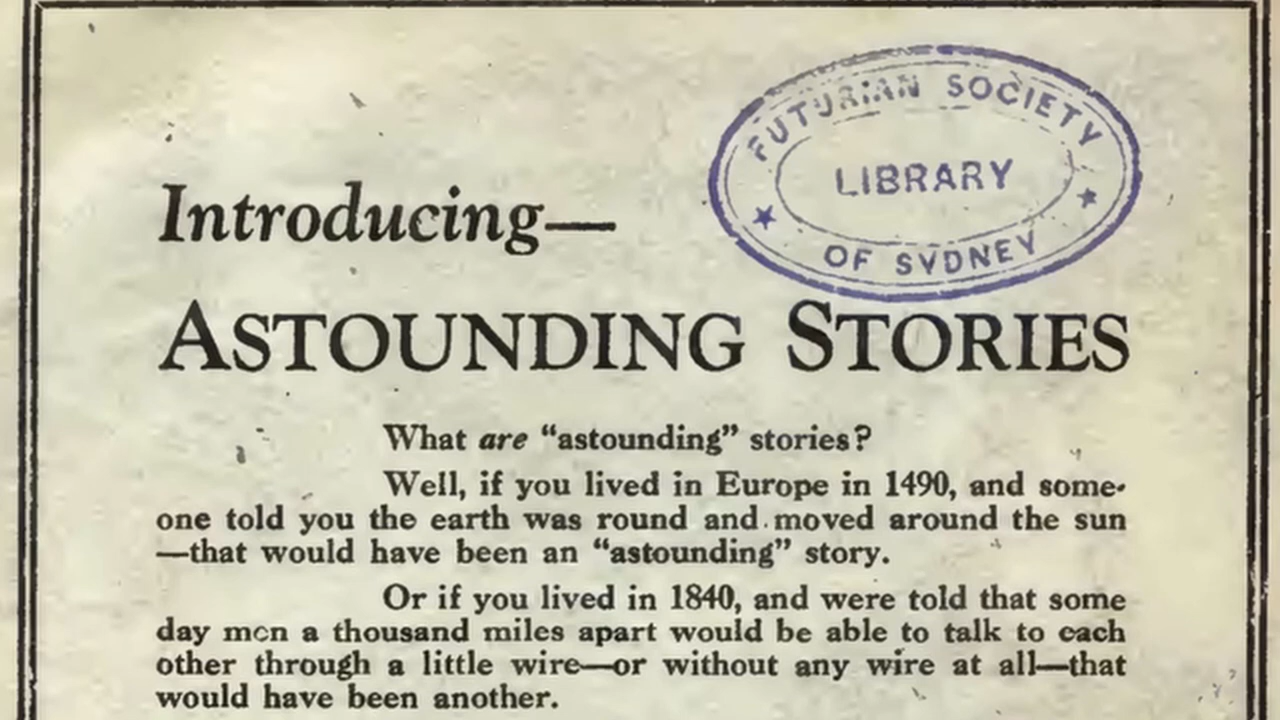 FUTURIAN SOCIETY
LIBRARY
OF SYDNEY
Introducing—
ASTOUNDING STORIES
What are “astounding” stories?
Well, if you lived in Europe in 1490, and some-
one told you the earth was round and moved around the sun
—that would have been an “astounding” story.
Or if you lived in 1840, and were told that some
day men a thousand miles apart would be able to talk to each
other through a little wire—or without any wire at all—that
would have been another.